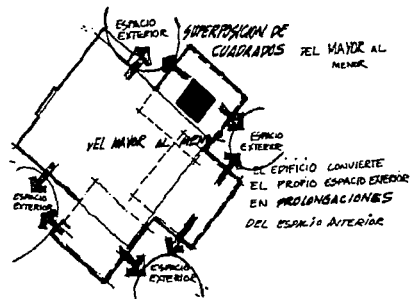 ESPACIO
EXTERIOR
SUPERPOSICION DE
CUADRADOS DEL MAYOR AL
MENOR
ESPACIO
EXTERIOR
DEL MAYOR AL MENOR
EL EDIFICIO CONVIERTE
EL PROPIO ESPACIO EXTERIOR
EN PROLONGACIONES
DEL ESPACIO INTERIOR
ESPACIO
EXTERIOR
ESPACIO
EXTERIOR